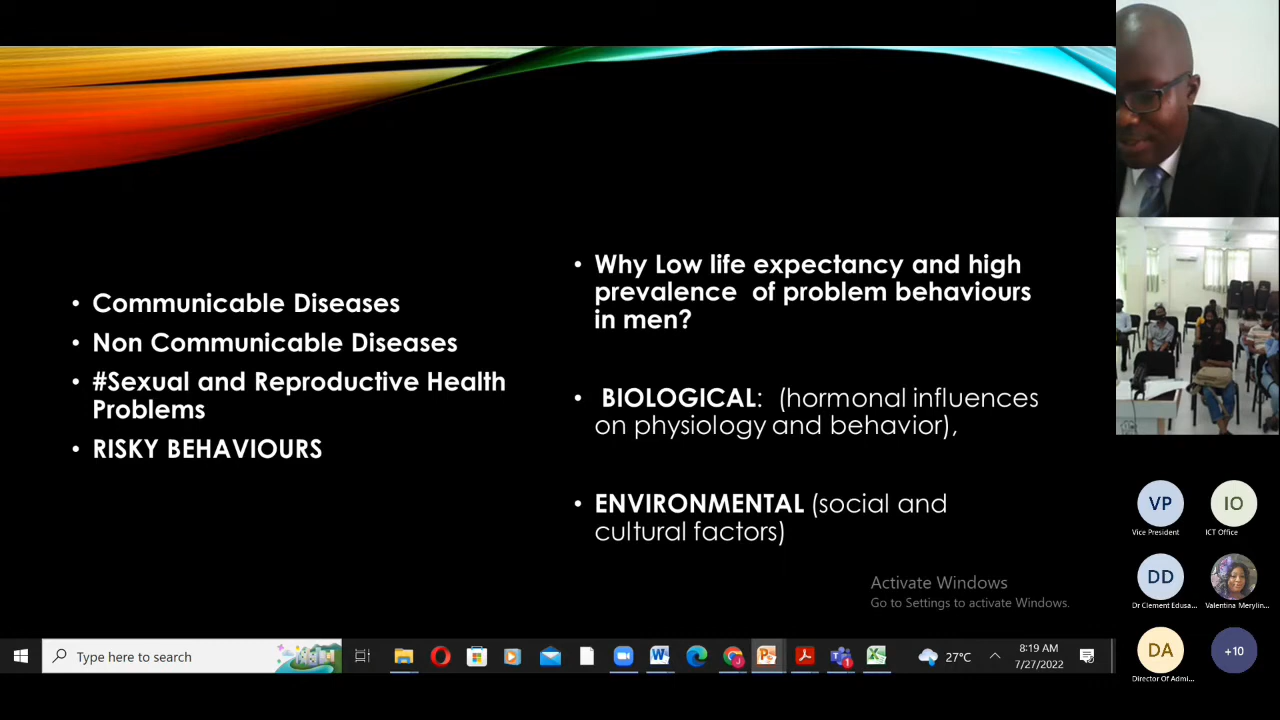 • Communicable Diseases
• Non Communicable Diseases
• #Sexual and Reproductive Health
Problems
• RISKY BEHAVIOURS
• Why Low life expectancy and high
prevalence of problem behaviours
in men?
• BIOLOGICAL: (hormonal influences
on physiology and behavior),
• ENVIRONMENTAL (social and
cultural factors)
Activate Windows
Go to Settings to activate Windows.
Type here to search
27°C
8:19 AM
7/27/2022
VP
Vice President
IO
ICT Office
DD
Dr Clement Edusa...
Valentina Merylin...
DA
Director Of Admi...
+10